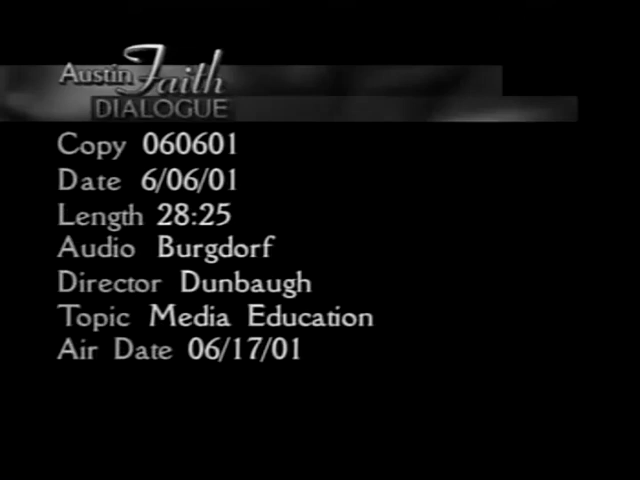 Austin Faith
DIALOGUE
Copy 060601
Date 6/06/01
Length 28:25
Audio Burgdorf
Director Dunbaugh
Topic Media Education
Air Date 06/17/01